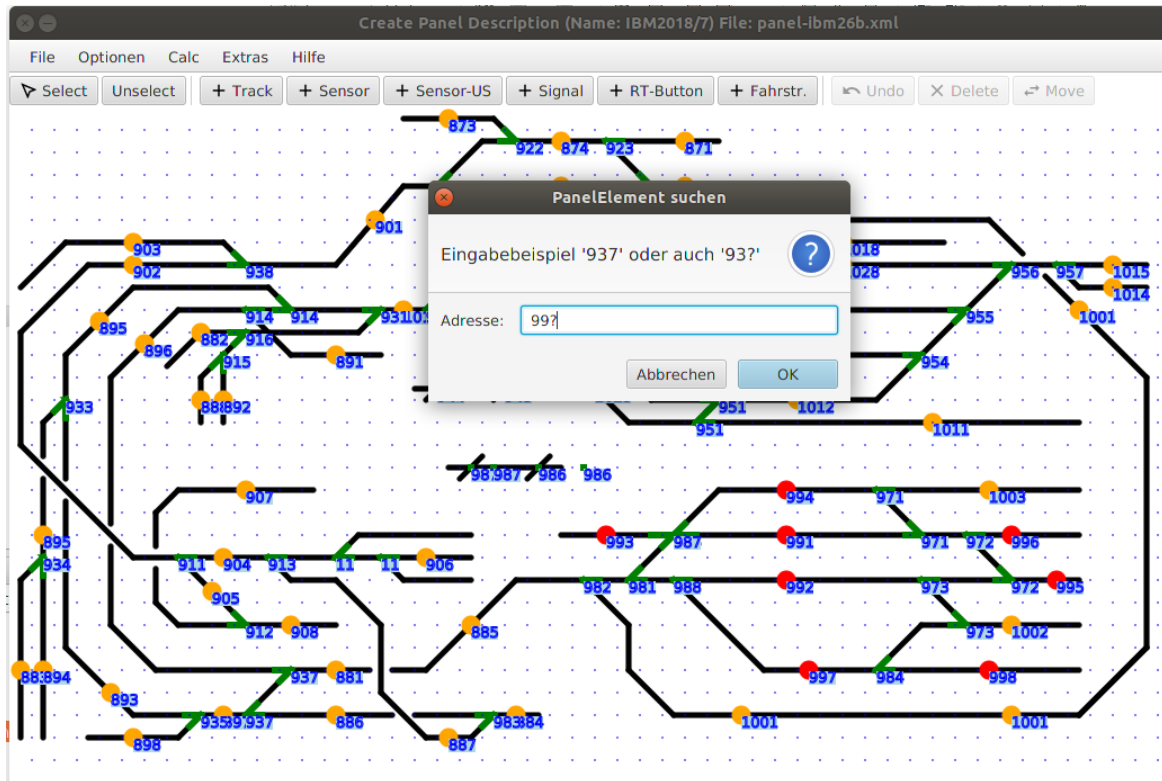 Create Panel Description (Name: IBM2018/7) File: panel-ibm26b.xml
File Optionen Calc Extras Hilfe
Select Unselect + Track + Sensor + Sensor-US + Signal + RT-Button + Fahrstr. Undo Delete Move
873
922 874 923 871
PanelElement suchen
901
903 1018
Eingabebeispiel '937' oder auch '93?'
902 938 1028 956 957 1015
1014
914 914 931 1001
895 Adresse: 99? 955
882 916
896
915 891 954
Abbrechen OK
892
933 951 1012
951 1011
987 986 986
907 994 971 1003
895 993 987 991 971 972 996
934 911 904 913 11 11 906
982 981 988 992 973 972 995
905
912 908 885 973 1002
894 937 881 997 984 998
893
935 937 886 983 884 1001 1001
898 887